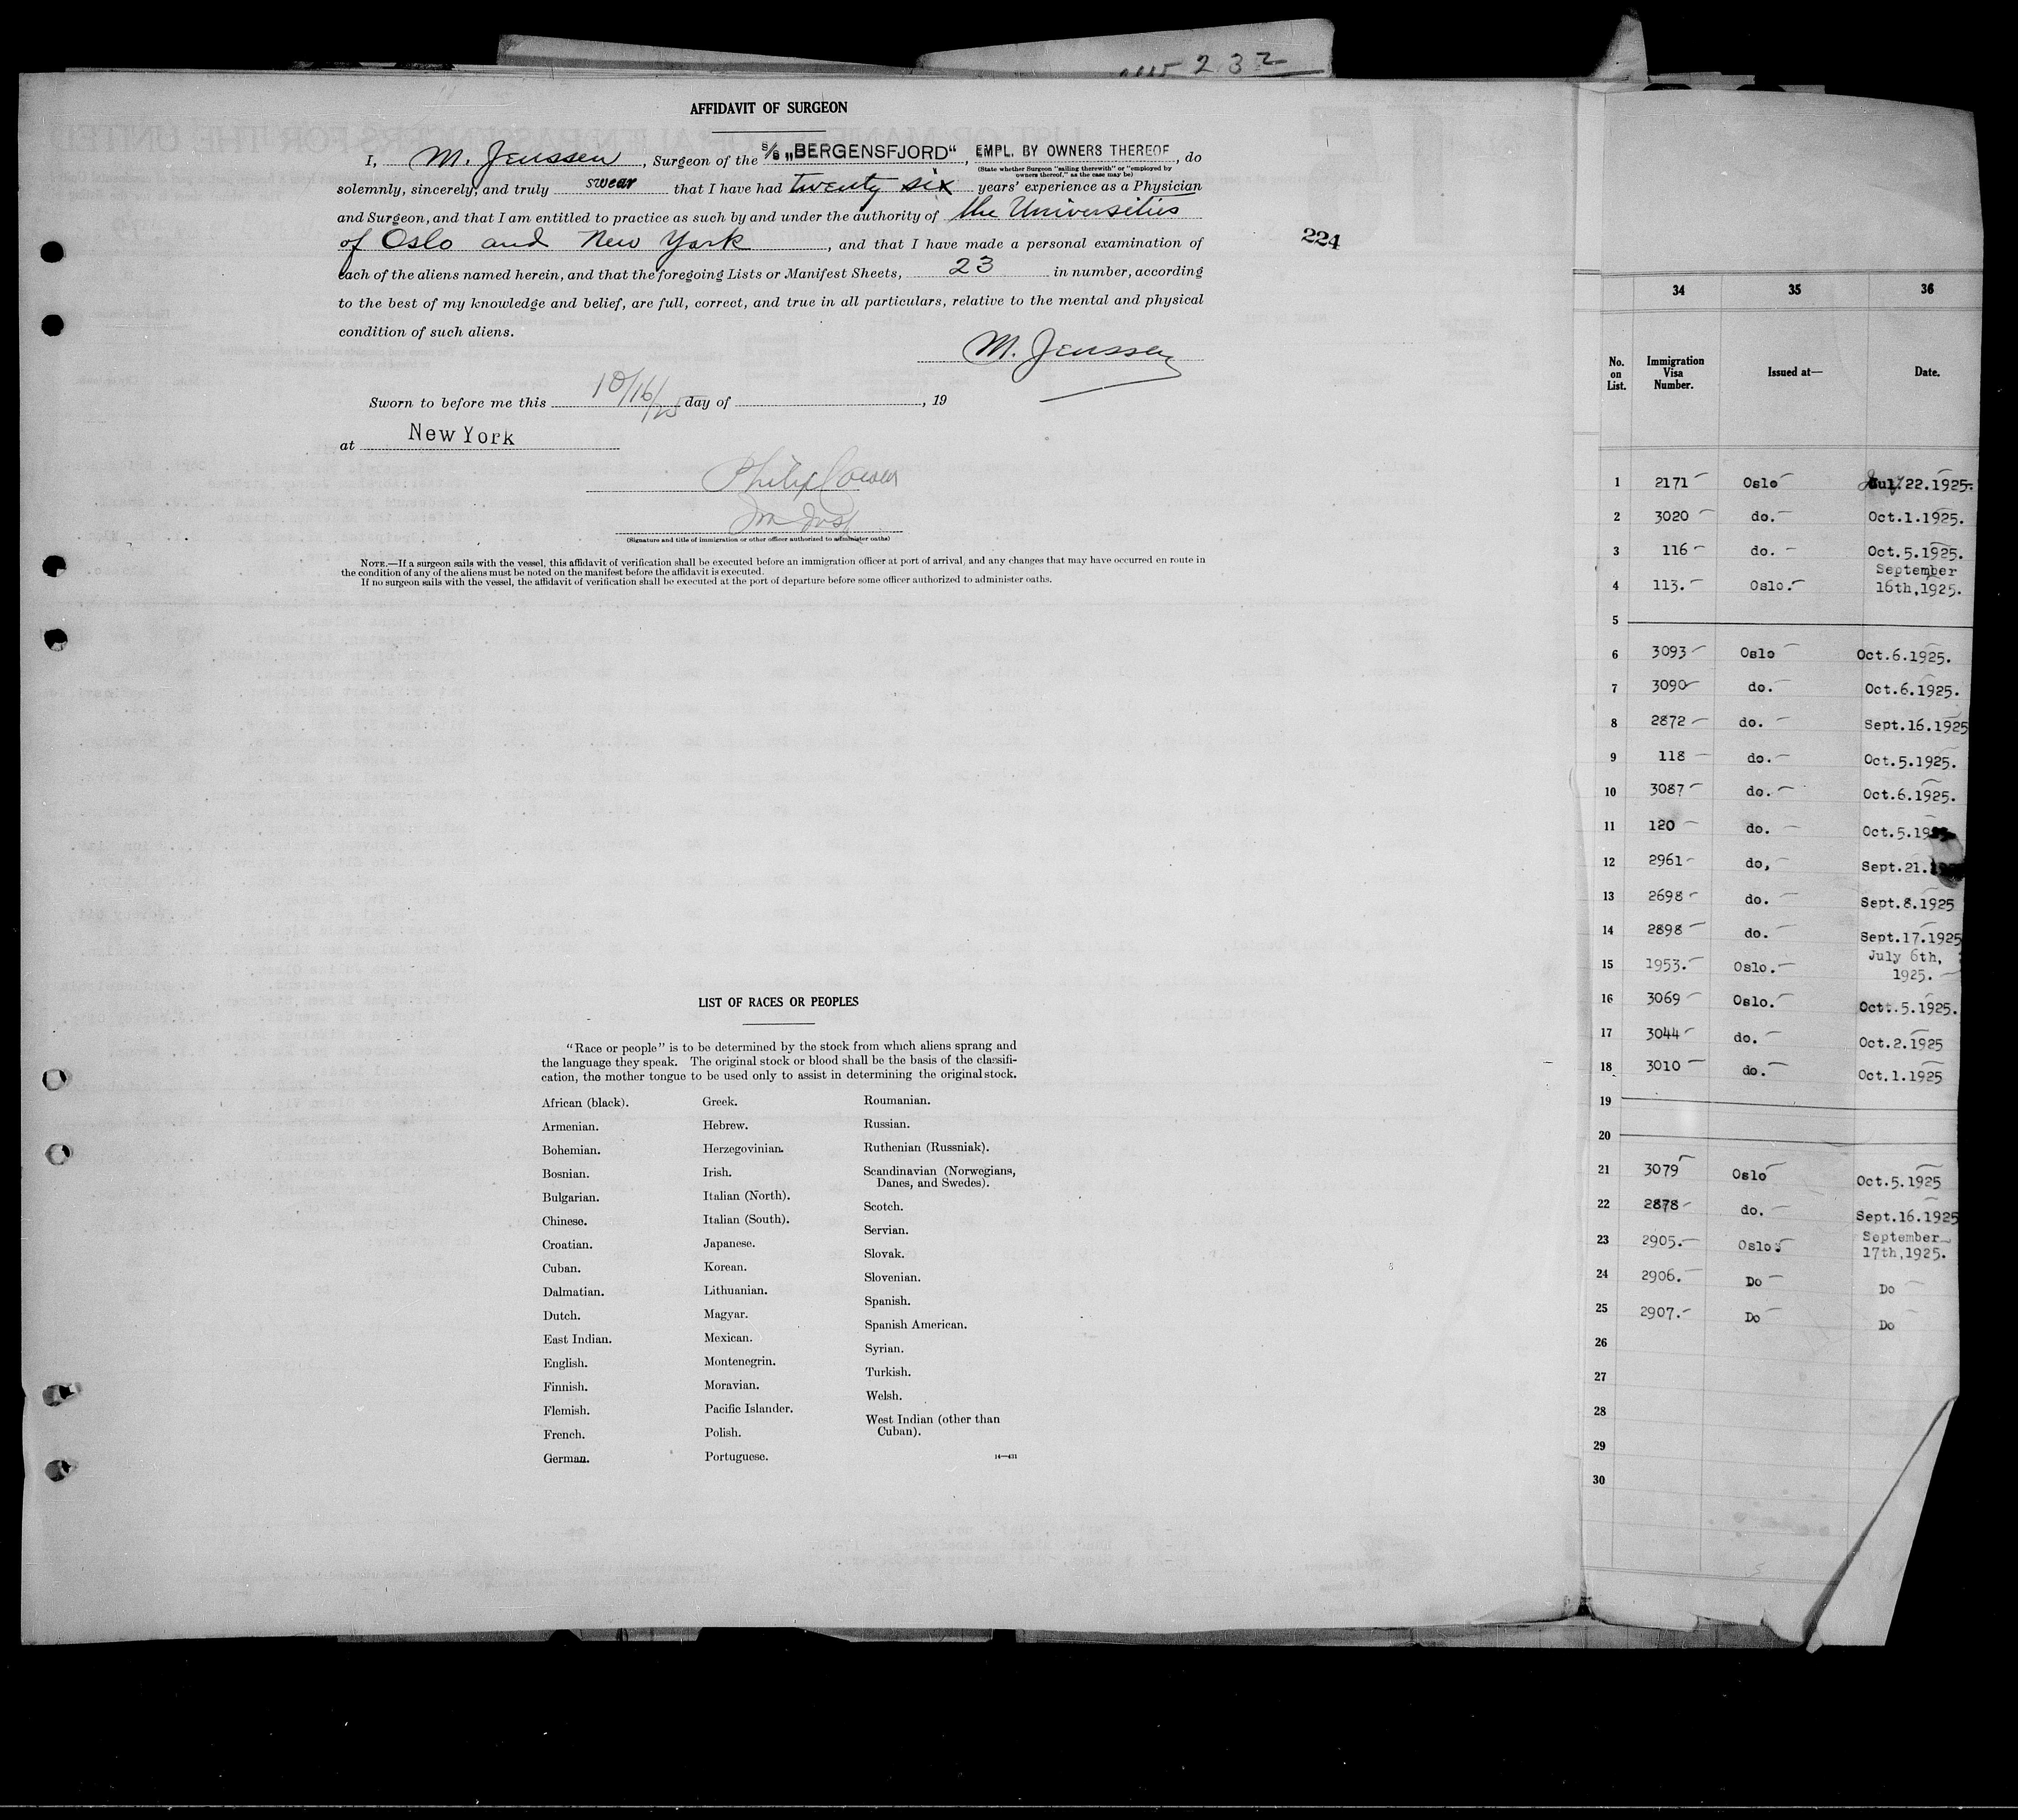 232
AFFIDAVIT OF SURGEON
I, M. Jenssen, Surgeon of the S/S „BERGENSFJORD“, EMPL. BY OWNERS THEREOF, do
(State whether Surgeon "sailing therewith" or "employed by
owners thereof," as the case may be)
solemnly, sincerely, and truly swear that I have had twenty six years' experience as a Physician
and Surgeon, and that I am entitled to practice as such by and under the authority of the Universities
of Oslo and New York, and that I have made a personal examination of
each of the aliens named herein, and that the foregoing Lists or Manifest Sheets, 23 in number, according
to the best of my knowledge and belief, are full, correct, and true in all particulars, relative to the mental and physical
condition of such aliens.
M. Jenssen
Sworn to before me this 10/16/25 day of , 19
at New York
Philip
(Signature and title of immigration or other officer authorized to administer oaths)
NOTE.—If a surgeon sails with the vessel, this affidavit of verification shall be executed before an immigration officer at port of arrival, and any changes that may have occurred en route in
the condition of any of the aliens must be noted on the manifest before the affidavit is executed.
If no surgeon sails with the vessel, the affidavit of verification shall be executed at the port of departure before some officer authorized to administer oaths.
224
LIST OF RACES OR PEOPLES
"Race or people" is to be determined by the stock from which aliens sprang and
the language they speak. The original stock or blood shall be the basis of the classifi-
cation, the mother tongue to be used only to assist in determining the original stock.
African (black).
Armenian.
Bohemian.
Bosnian.
Bulgarian.
Chinese.
Croatian.
Cuban.
Dalmatian.
Dutch.
East Indian.
English.
Finnish.
Flemish.
French.
German.
Greek.
Hebrew.
Herzegovinian.
Irish.
Italian (North).
Italian (South).
Japanese.
Korean.
Lithuanian.
Magyar.
Mexican.
Montenegrin.
Moravian.
Pacific Islander.
Polish.
Portuguese.
Roumanian.
Russian.
Ruthenian (Russniak).
Scandinavian (Norwegians,
Danes, and Swedes).
Scotch.
Servian.
Slovak.
Slovenian.
Spanish.
Spanish American.
Syrian.
Turkish.
Welsh.
West Indian (other than
Cuban).
14—431
34 35 36
No. on List. Immigration Visa Number. Issued at— Date.
1 2171 Oslo July 22.1925.
2 3020 do. Oct.1.1925.
3 116 do. Oct.5.1925.
4 113. Oslo. September 16th,1925.
5
6 3093 Oslo Oct.6.1925.
7 3090 do. Oct.6.1925.
8 2872 do. Sept.16.1925
9 118 do. Oct.5.1925.
10 3087 do. Oct.6.1925.
11 120 do. Oct.5.19
12 2961 do, Sept.21.
13 2698 do. Sept.8.1925
14 2898 do. Sept.17.1925
15 1953. Oslo. July 6th, 1925.
16 3069 Oslo. Oct.5.1925.
17 3044 do. Oct.2.1925
18 3010 do. Oct.1.1925
19
20
21 3079 Oslo Oct.5.1925
22 2878 do. Sept.16.1925
23 2905. Oslo. September 17th,1925.
24 2906. Do Do
25 2907. Do Do
26
27
28
29
30